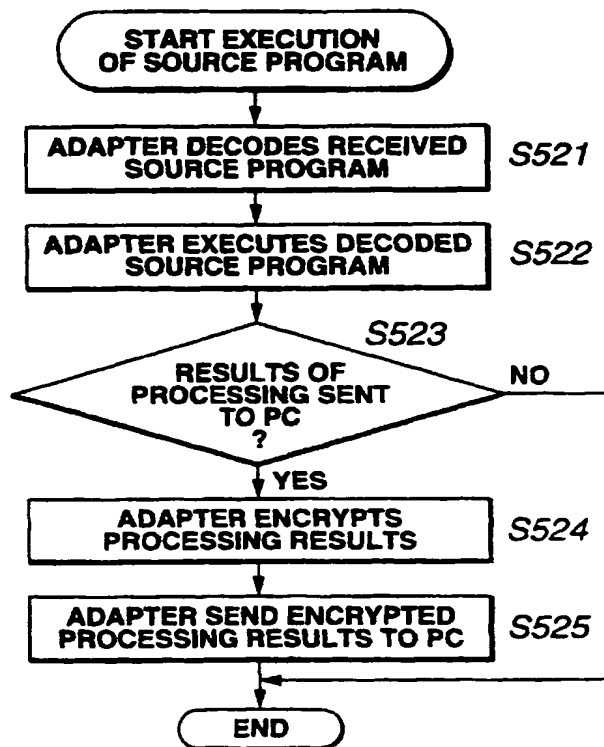 START EXECUTION
OF SOURCE PROGRAM
ADAPTER DECODES RECEIVED
SOURCE PROGRAM
S521
ADAPTER EXECUTES DECODED
SOURCE PROGRAM
S522
S523
RESULTS OF
PROCESSING SENT
TO PC
?
NO
YES
ADAPTER ENCRYPTS
PROCESSING RESULTS
S524
ADAPTER SEND ENCRYPTED
PROCESSING RESULTS TO PC
S525
END